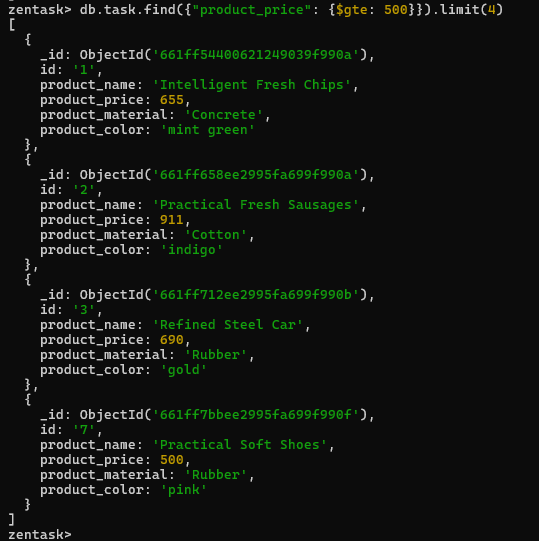 zentask> db.task.find({"product_price": {$gte: 500}}).limit(4)
[
  {
    _id: ObjectId('661ff54400621249039f990a'),
    id: '1',
    product_name: 'Intelligent Fresh Chips',
    product_price: 655,
    product_material: 'Concrete',
    product_color: 'mint green'
  },
  {
    _id: ObjectId('661ff658ee2995fa699f990a'),
    id: '2',
    product_name: 'Practical Fresh Sausages',
    product_price: 911,
    product_material: 'Cotton',
    product_color: 'indigo'
  },
  {
    _id: ObjectId('661ff712ee2995fa699f990b'),
    id: '3',
    product_name: 'Refined Steel Car',
    product_price: 690,
    product_material: 'Rubber',
    product_color: 'gold'
  },
  {
    _id: ObjectId('661ff7bbee2995fa699f990f'),
    id: '7',
    product_name: 'Practical Soft Shoes',
    product_price: 500,
    product_material: 'Rubber',
    product_color: 'pink'
  }
]
zentask>